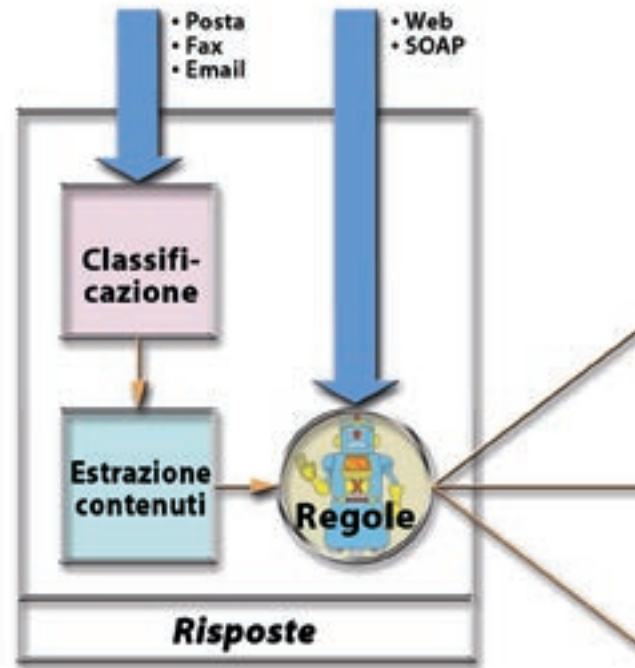 • Posta
• Fax
• Email
• Web
• SOAP
Classifi-
cazione
Estrazione
contenuti
Regole
Risposte